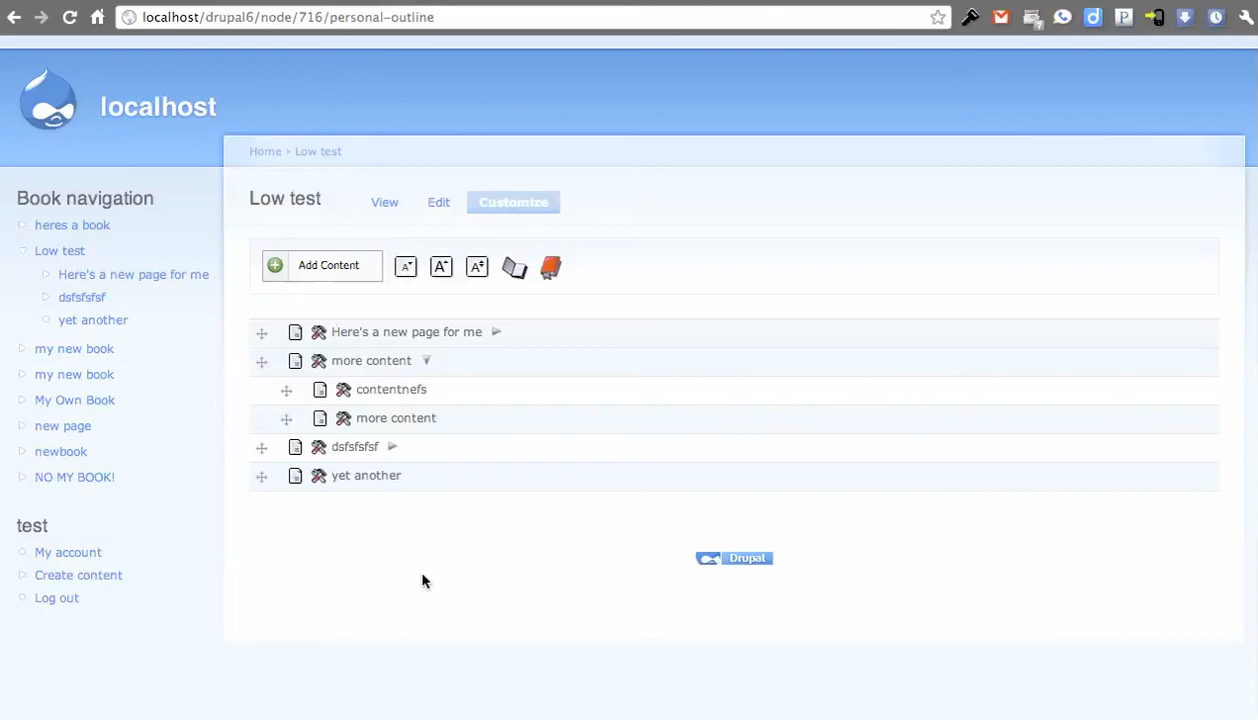 localhost/drupal6/node/716/personal-outline
localhost
Home > Low test
Book navigation
heres a book
Low test
Here's a new page for me
dsfsfsfsf
yet another
my new book
my new book
My Own Book
new page
newbook
NO MY BOOK!
test
My account
Create content
Log out
Low test View Edit Customize
Add Content
Here's a new page for me
more content
contentnefs
more content
dsfsfsfsf
yet another
Drupal